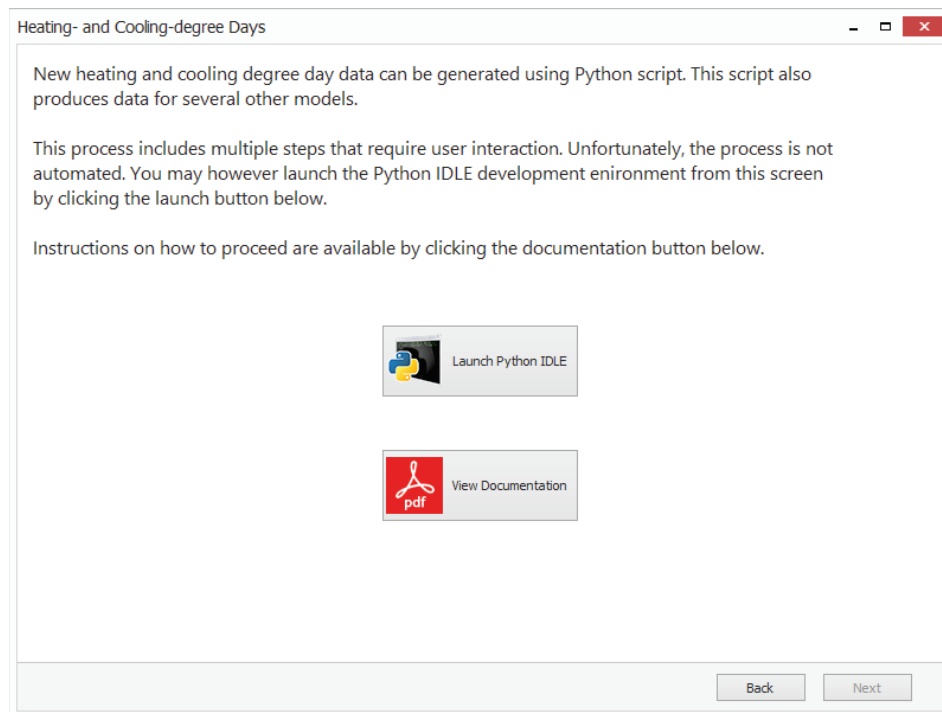 Heating- and Cooling-degree Days
New heating and cooling degree day data can be generated using Python script. This script also
produces data for several other models.
This process includes multiple steps that require user interaction. Unfortunately, the process is not
automated. You may however launch the Python IDLE development enironment from this screen
by clicking the launch button below.
Instructions on how to proceed are available by clicking the documentation button below.
Launch Python IDLE
View Documentation
pdf
Back
Next